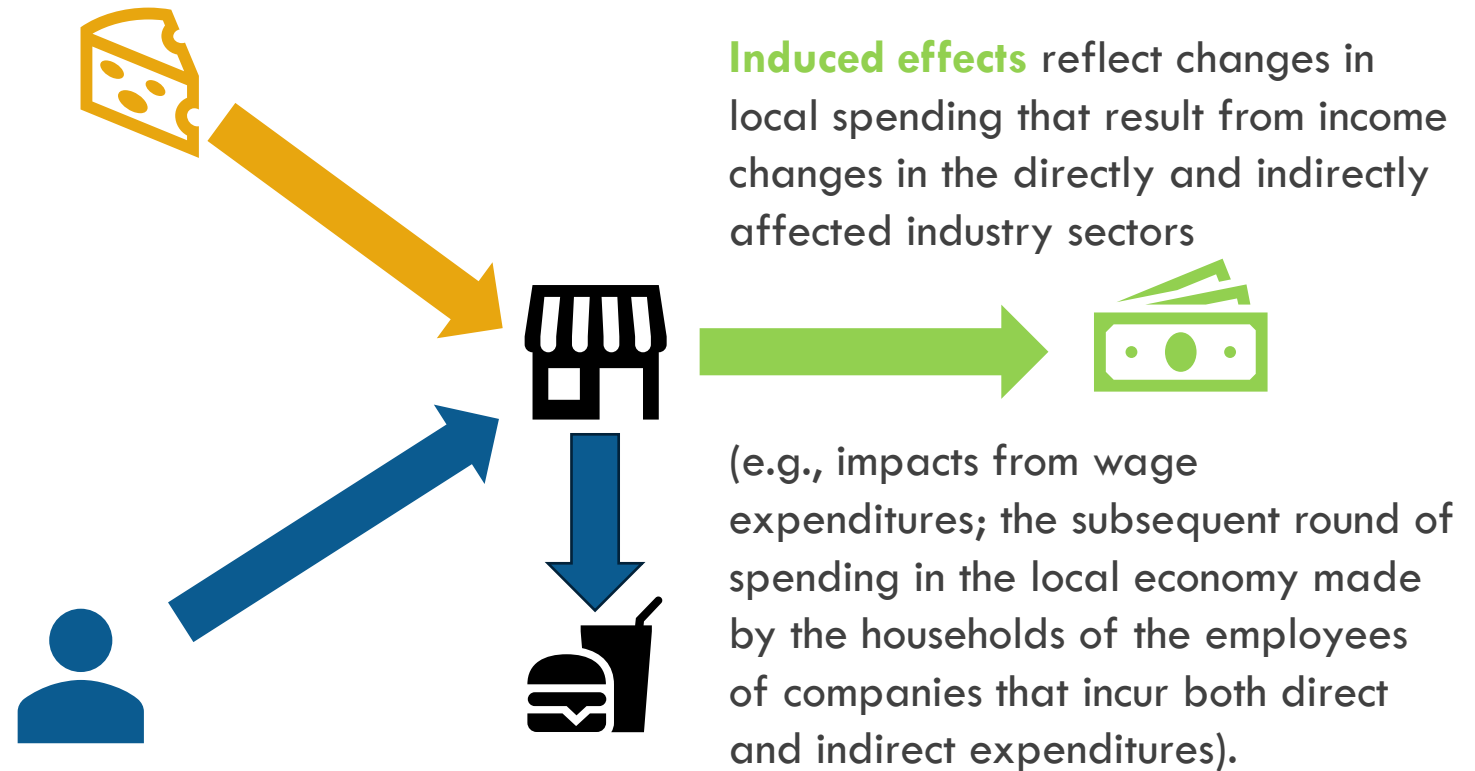 Induced effects reflect changes in
local spending that result from income
changes in the directly and indirectly
affected industry sectors
(e.g., impacts from wage
expenditures; the subsequent round of
spending in the local economy made
by the households of the employees
of companies that incur both direct
and indirect expenditures).